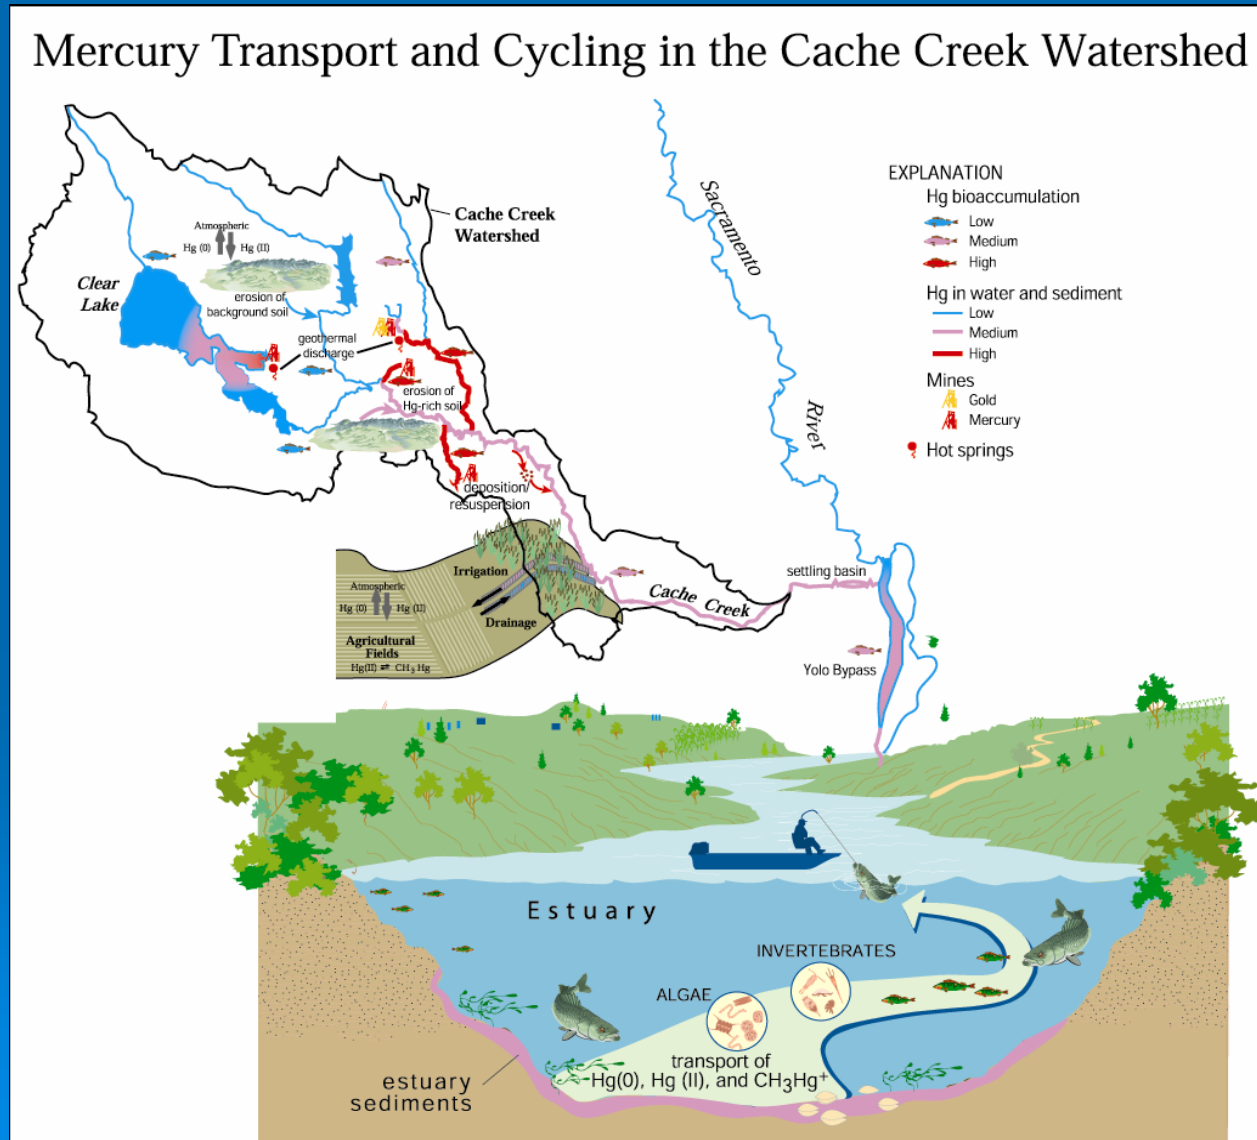 Mercury Transport and Cycling in the Cache Creek Watershed
Cache Creek
Watershed
Atmospheric
Hg (0)
Hg (II)
Clear
Lake
erosion of
background soil
geothermal
discharge
erosion of
Hg-rich soil
deposition/
resuspension
Sacramento
River
EXPLANATION
Hg bioaccumulation
Low
Medium
High
Hg in water and sediment
Low
Medium
High
Mines
Gold
Mercury
Hot springs
Irrigation
Drainage
Atmospheric
Hg (0)
Hg (II)
Agricultural
Fields
Hg(II) ⇌ CH3 Hg
Cache Creek
settling basin
Yolo Bypass
Estuary
INVERTEBRATES
ALGAE
transport of
Hg(0), Hg (II), and CH3Hg+
estuary
sediments